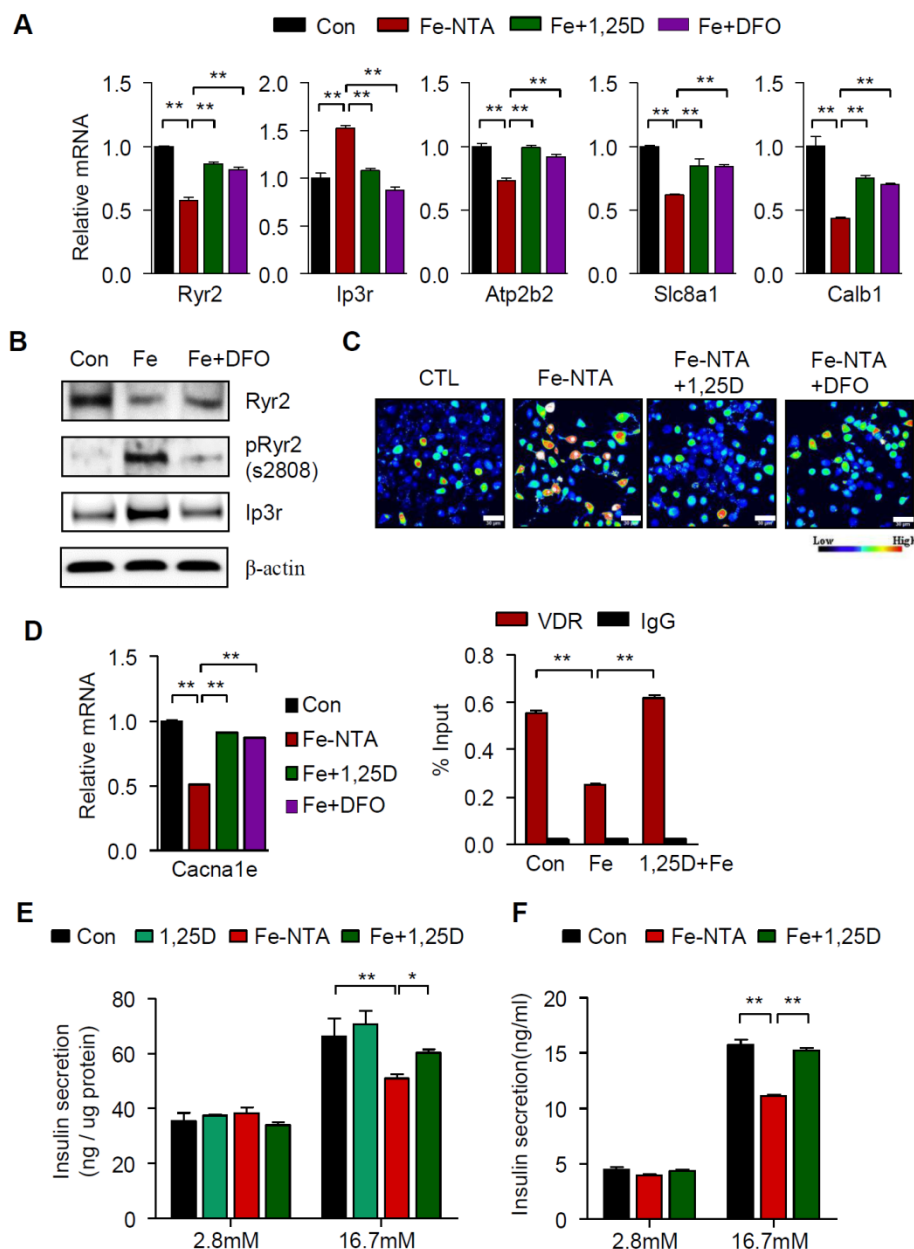 A
Con Fe-NTA Fe+1,25D Fe+DFO
Relative mRNA
1.5
1.0
0.5
0.0
** ** **
Ryr2
2.0
1.5
1.0
0.5
0.0
** ** **
Ip3r
1.5
1.0
0.5
0.0
** ** **
Atp2b2
1.5
1.0
0.5
0.0
** ** **
Slc8a1
1.5
1.0
0.5
0.0
** ** **
Calb1
B
Con Fe Fe+DFO
Ryr2
pRyr2
(s2808)
Ip3r
β-actin
C
CTL
Fe-NTA
Fe-NTA
+1,25D
Fe-NTA
+DFO
Low High
D
Relative mRNA
1.5
1.0
0.5
0.0
** ** **
Cacna1e
Con
Fe-NTA
Fe+1,25D
Fe+DFO
VDR IgG
% Input
0.8
0.6
0.4
0.2
0.0
** **
Con Fe 1,25D+Fe
E
Con 1,25D Fe-NTA Fe+1,25D
Insulin secretion
(ng / ug protein)
80
60
40
20
0
** *
2.8mM 16.7mM
F
Con Fe-NTA Fe+1,25D
Insulin secretion(ng/ml)
20
15
10
5
0
** **
2.8mM 16.7mM